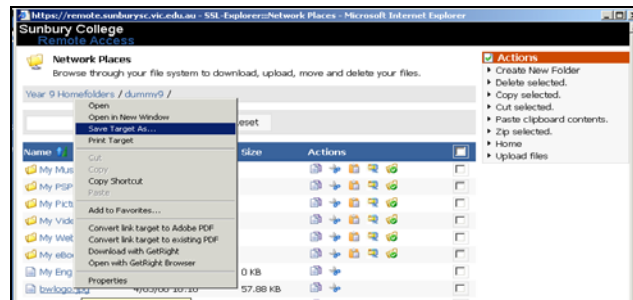 https://remote.sunburysc.vic.edu.au - SSL-Explorer:::Network Places - Microsoft Internet Explorer
Sunbury College
Remote Access
Network Places
Browse through your file system to download, upload, move and delete your files.
Year 9 Homefolders / dummy9 /
Open
Open in New Window
Save Target As...
Print Target
Cut
Copy
Copy Shortcut
Paste
Add to Favorites...
Convert link target to Adobe PDF
Convert link target to existing PDF
Download with GetRight
Open with GetRight Browser
Properties
eset
Name Size Actions
My Mus
My PSP
My Pict
My Vide
My Web
My eBoo
My Eng 0 KB
bwlogo.jpg 4/05/06 10:10 57.88 KB
Actions
Create New Folder
Delete selected.
Copy selected.
Cut selected.
Paste clipboard contents.
Zip selected.
Home
Upload files